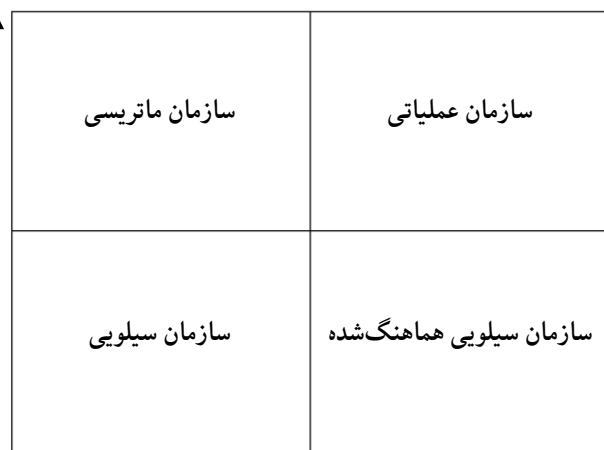 سازمان عملیاتی
سازمان ماتریسی
سازمان سیلویی هماهنگ‌شده
سازمان سیلویی